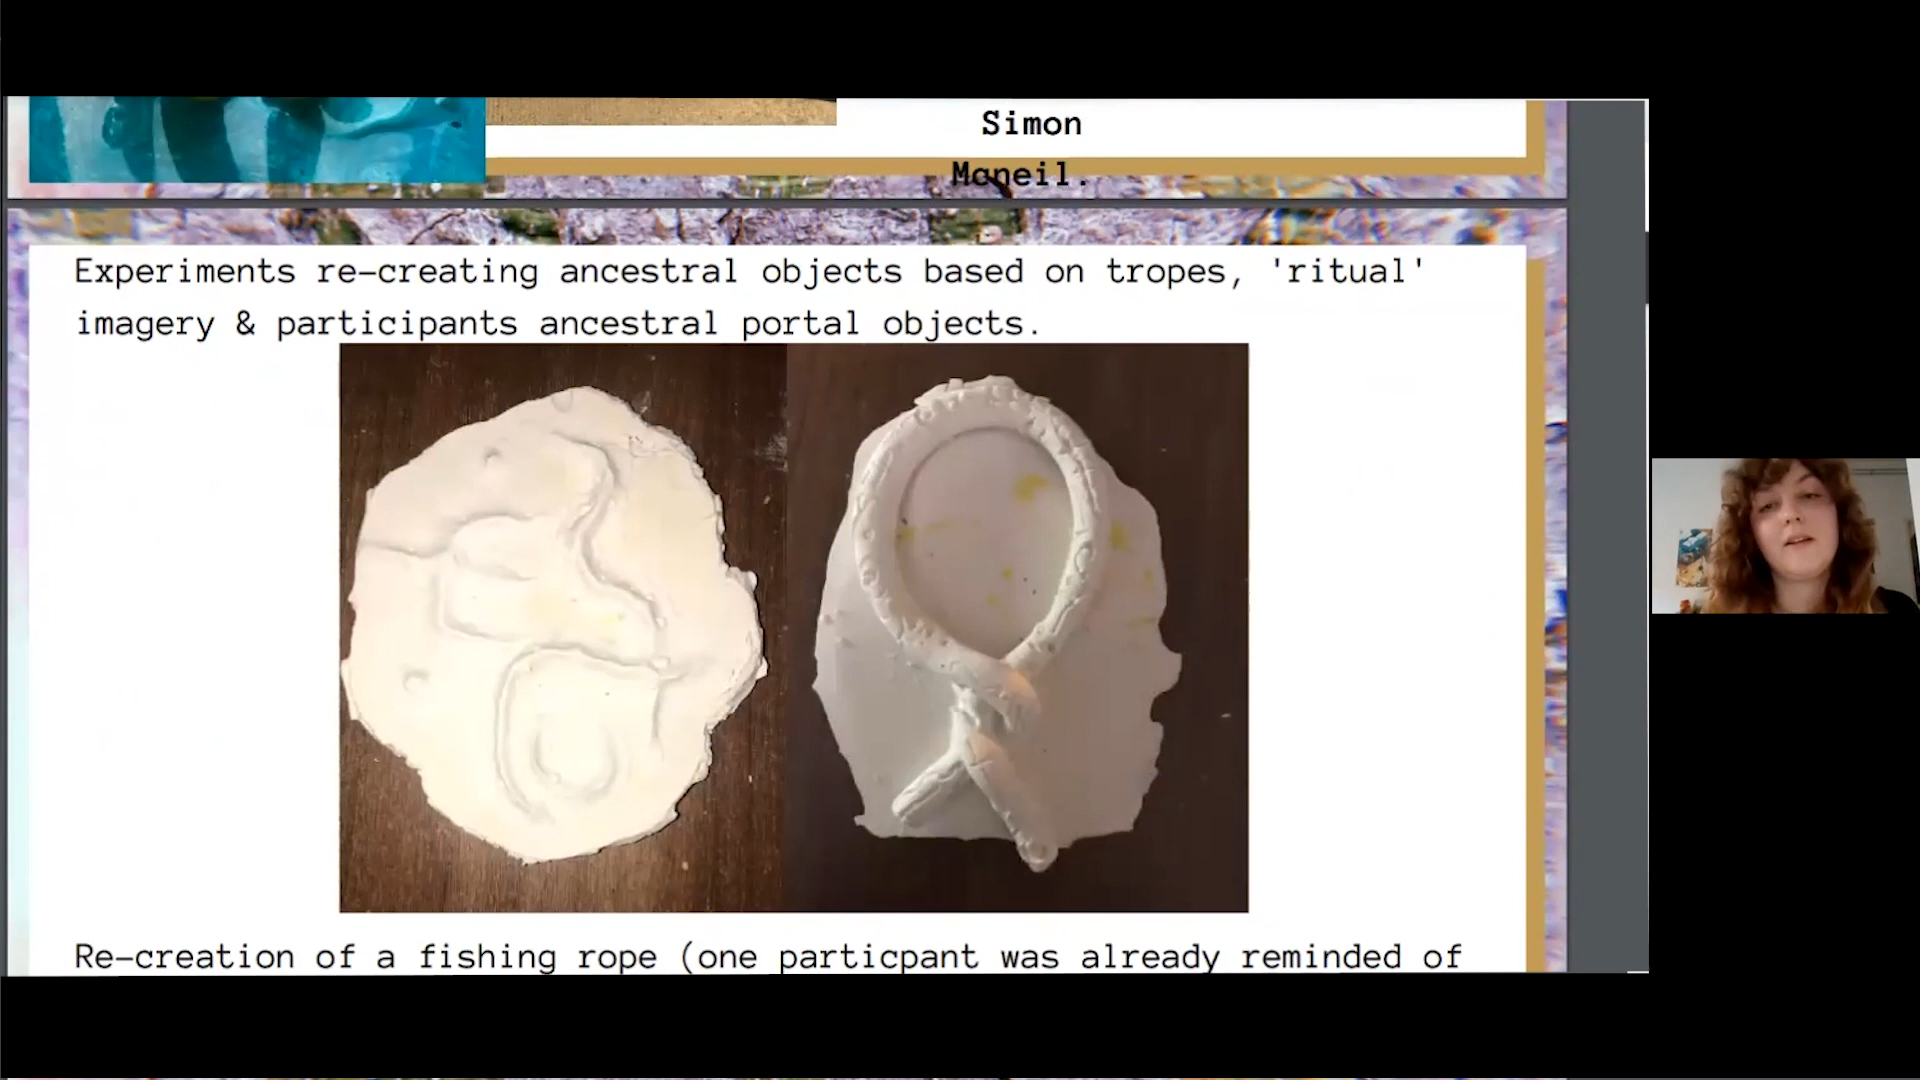 Simon
Mcneil.
Experiments re-creating ancestral objects based on tropes, 'ritual'
imagery & participants ancestral portal objects.
Re-creation of a fishing rope (one particpant was already reminded of